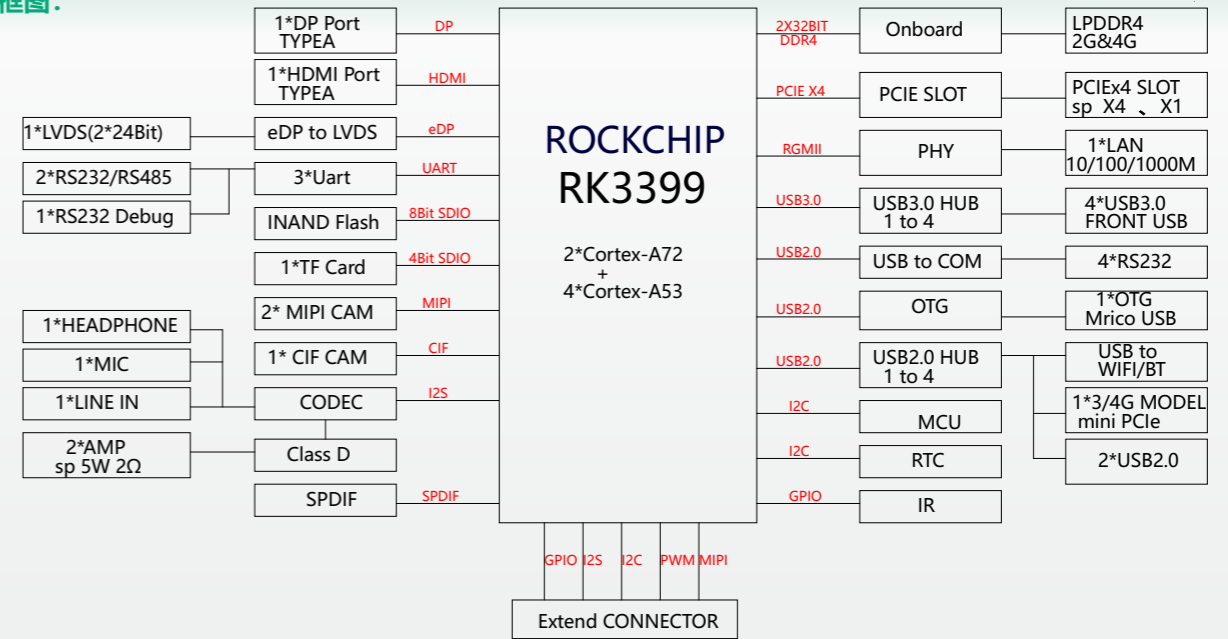 框图:
1*DP Port
TYPEA
DP
1*HDMI Port
TYPEA
HDMI
1*LVDS(2*24Bit)
eDP to LVDS
eDP
2*RS232/RS485
3*Uart
UART
1*RS232 Debug
INAND Flash
8Bit SDIO
1*TF Card
4Bit SDIO
2* MIPI CAM
MIPI
1*HEADPHONE
1* CIF CAM
CIF
1*MIC
1*LINE IN
CODEC
I2S
2*AMP
sp 5W 2Ω
Class D
SPDIF
SPDIF
ROCKCHIP
RK3399
2*Cortex-A72
+
4*Cortex-A53
2X32BIT
DDR4
Onboard
LPDDR4
2G&4G
PCIE X4
PCIE SLOT
PCIEx4 SLOT
sp X4 、 X1
RGMII
PHY
1*LAN
10/100/1000M
USB3.0
USB3.0 HUB
1 to 4
4*USB3.0
FRONT USB
USB2.0
USB to COM
4*RS232
USB2.0
OTG
1*OTG
Mrico USB
USB2.0
USB2.0 HUB
1 to 4
USB to
WIFI/BT
1*3/4G MODEL
mini PCIe
2*USB2.0
I2C
MCU
I2C
RTC
GPIO
IR
GPIO I2S I2C PWM MIPI
Extend CONNECTOR